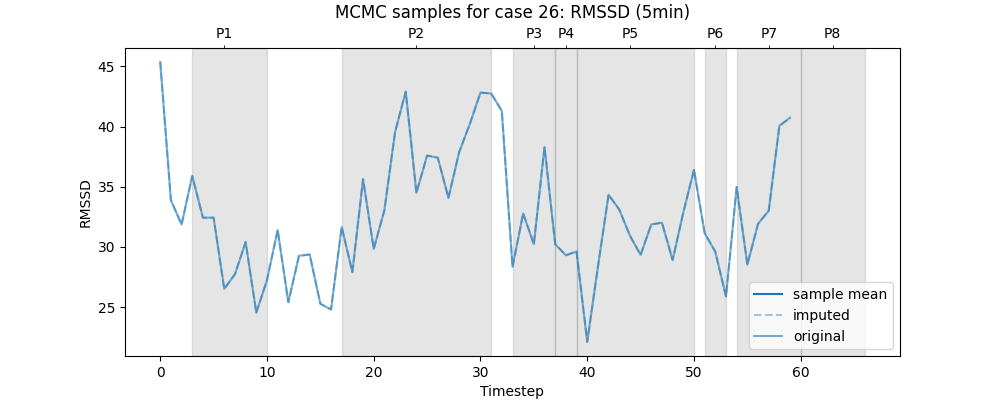 MCMC samples for case 26: RMSSD (5min)
P1 P2 P3 P4 P5 P6 P7 P8
45
40
35
30
25
RMSSD
0 10 20 30 40 50 60
Timestep
sample mean
imputed
original